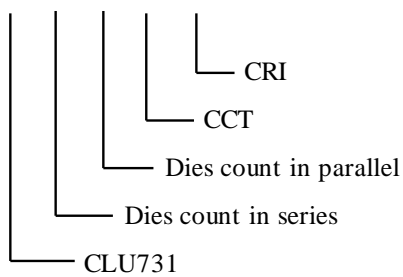 CRI
CCT
Dies count in parallel
Dies count in series
CLU731